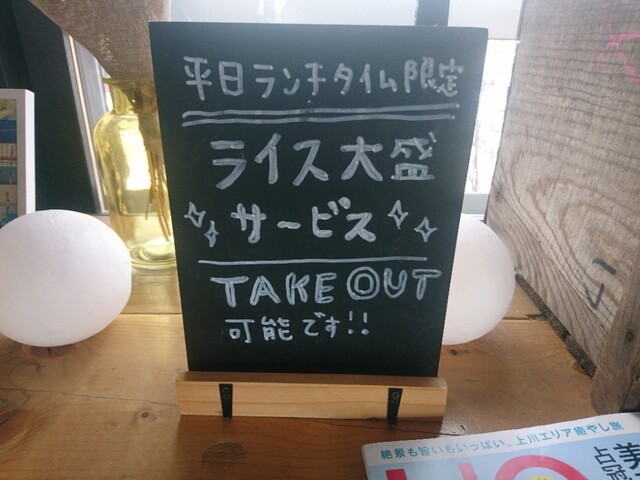 平日ランチタイム限定
ライス大盛
サービス
TAKE OUT
可能です!!
絶景も旨いもいっぱい、上川エリア癒やし旅